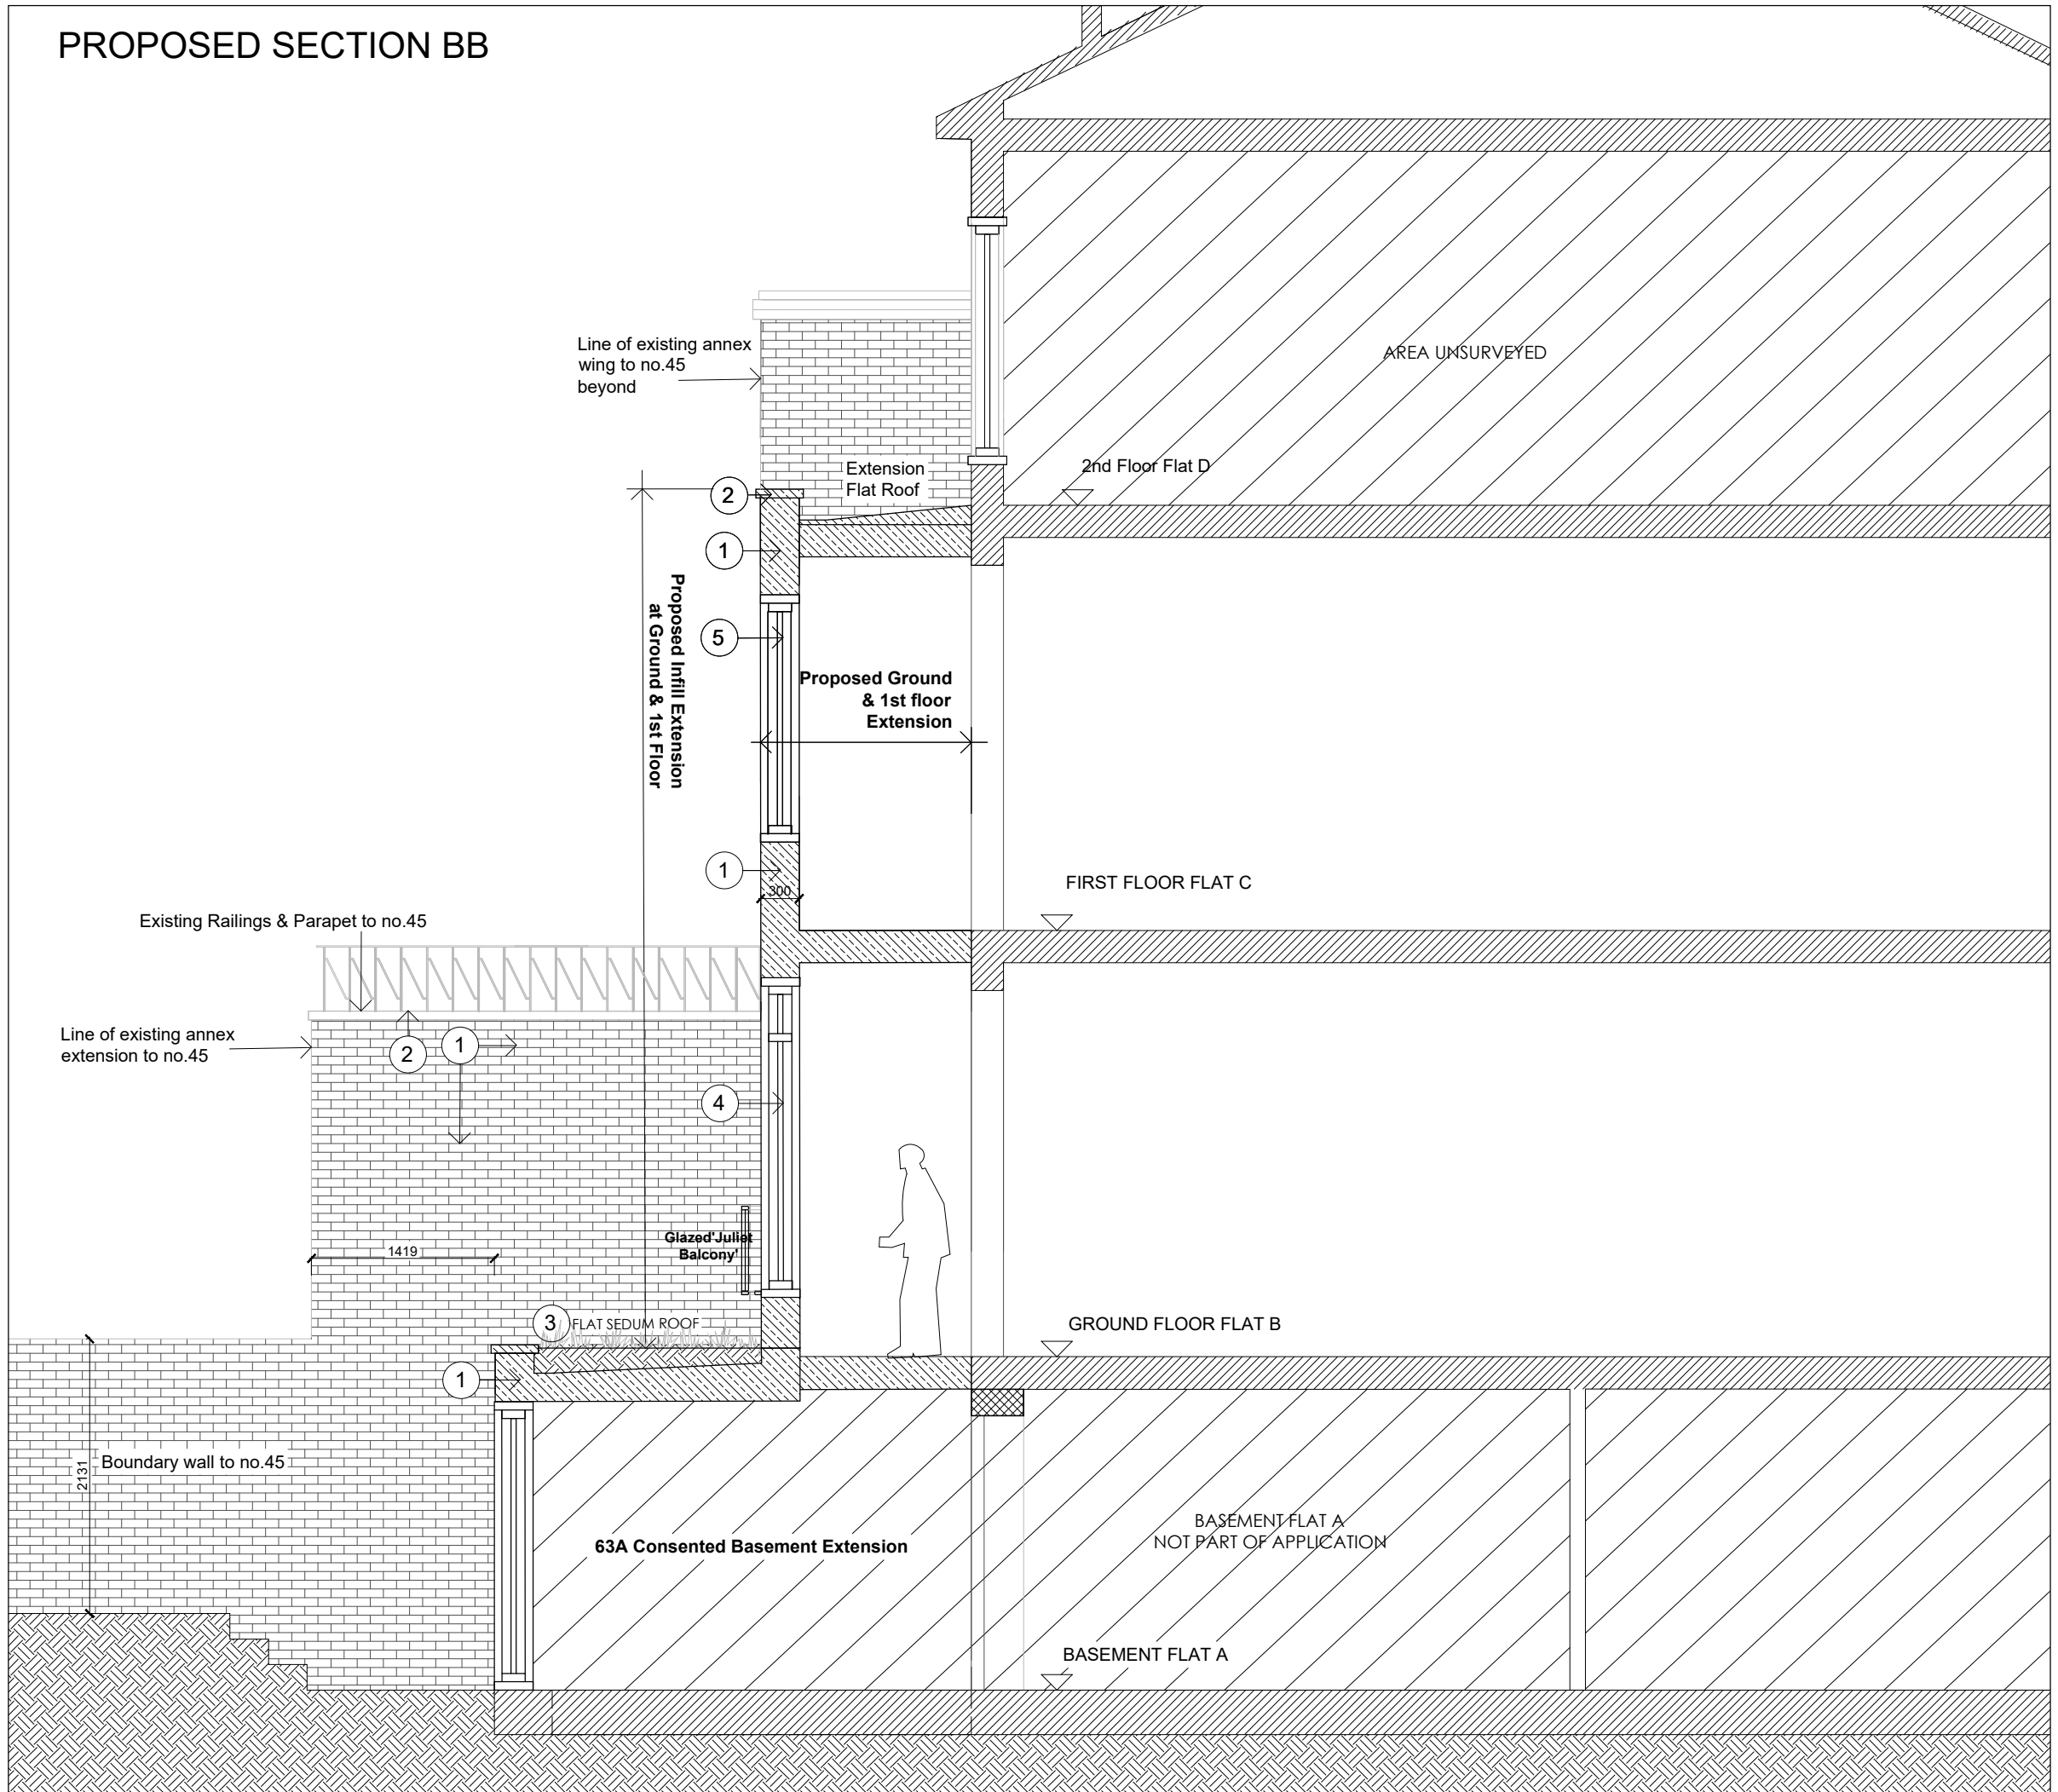 PROPOSED SECTION BB
Line of existing annex
wing to no.45
beyond
AREA UNSURVEYED
Extension
Flat Roof
2nd Floor Flat D
2
1
5
Proposed Infill Extension
at Ground & 1st Floor
Proposed Ground
& 1st floor
Extension
1
300
FIRST FLOOR FLAT C
Existing Railings & Parapet to no.45
Line of existing annex
extension to no.45
2
1
4
1419
Glazed'Juliet
Balcony'
3
FLAT SEDUM ROOF
GROUND FLOOR FLAT B
1
Boundary wall to no.45
2131
63A Consented Basement Extension
BASEMENT FLAT A
NOT PART OF APPLICATION
BASEMENT FLAT A